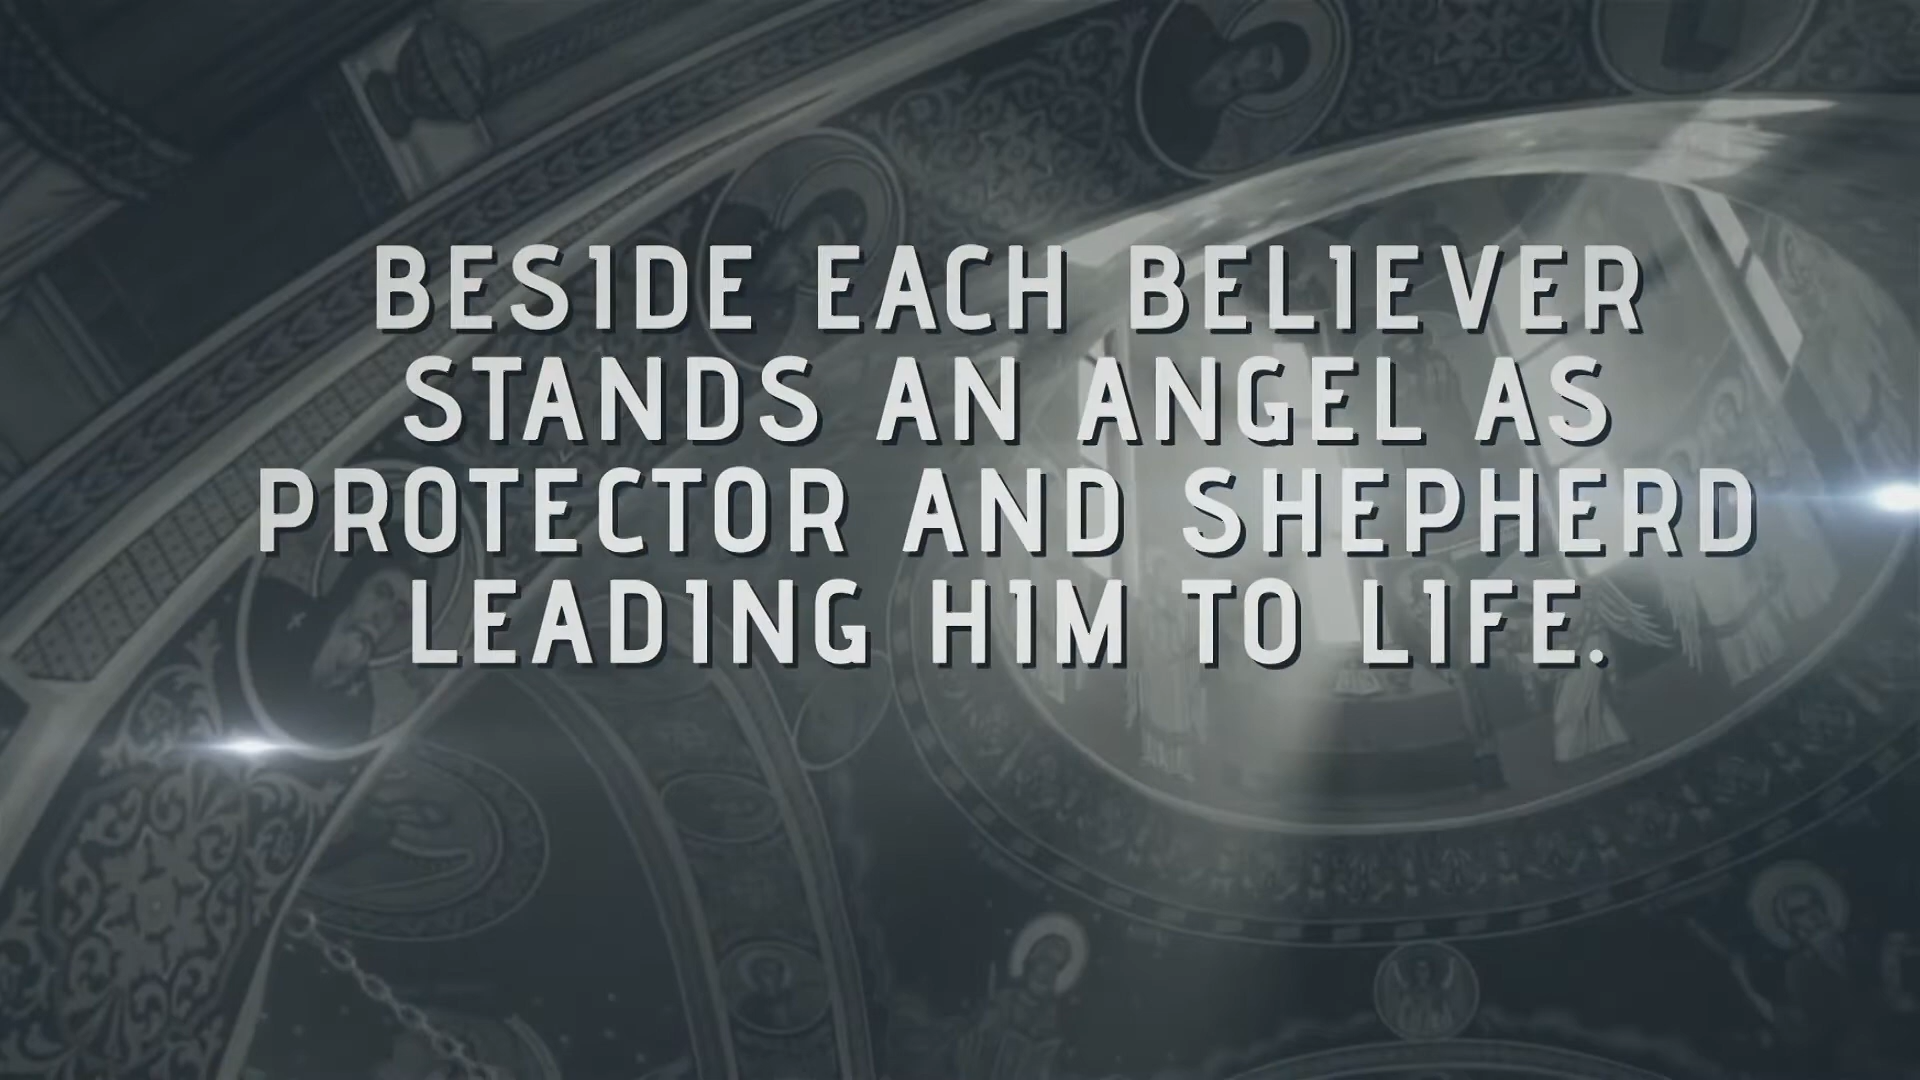 BESIDE EACH BELIEVER
STANDS AN ANGEL AS
PROTECTOR AND SHEPHERD
LEADING HIM TO LIFE.